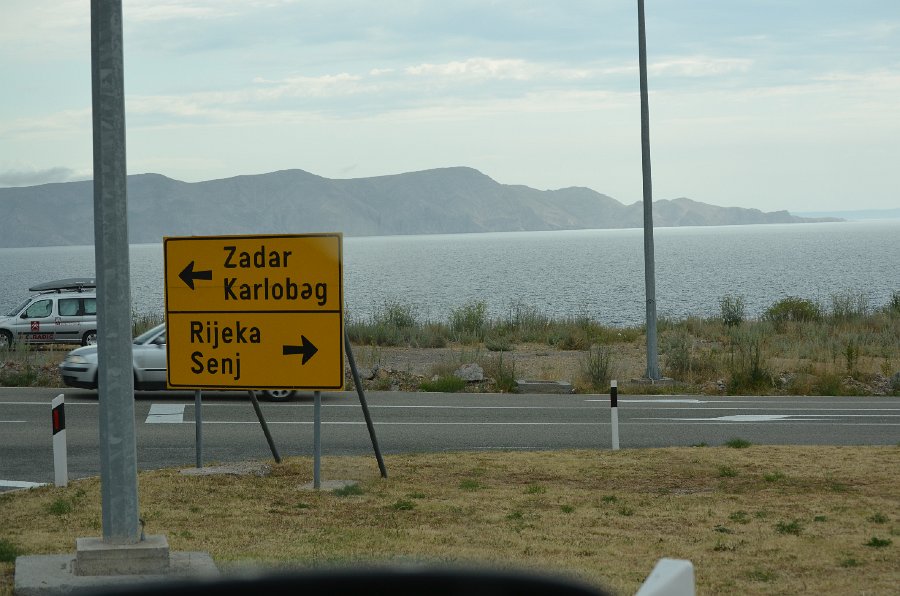 Zadar
Karlobag
Rijeka
Senj